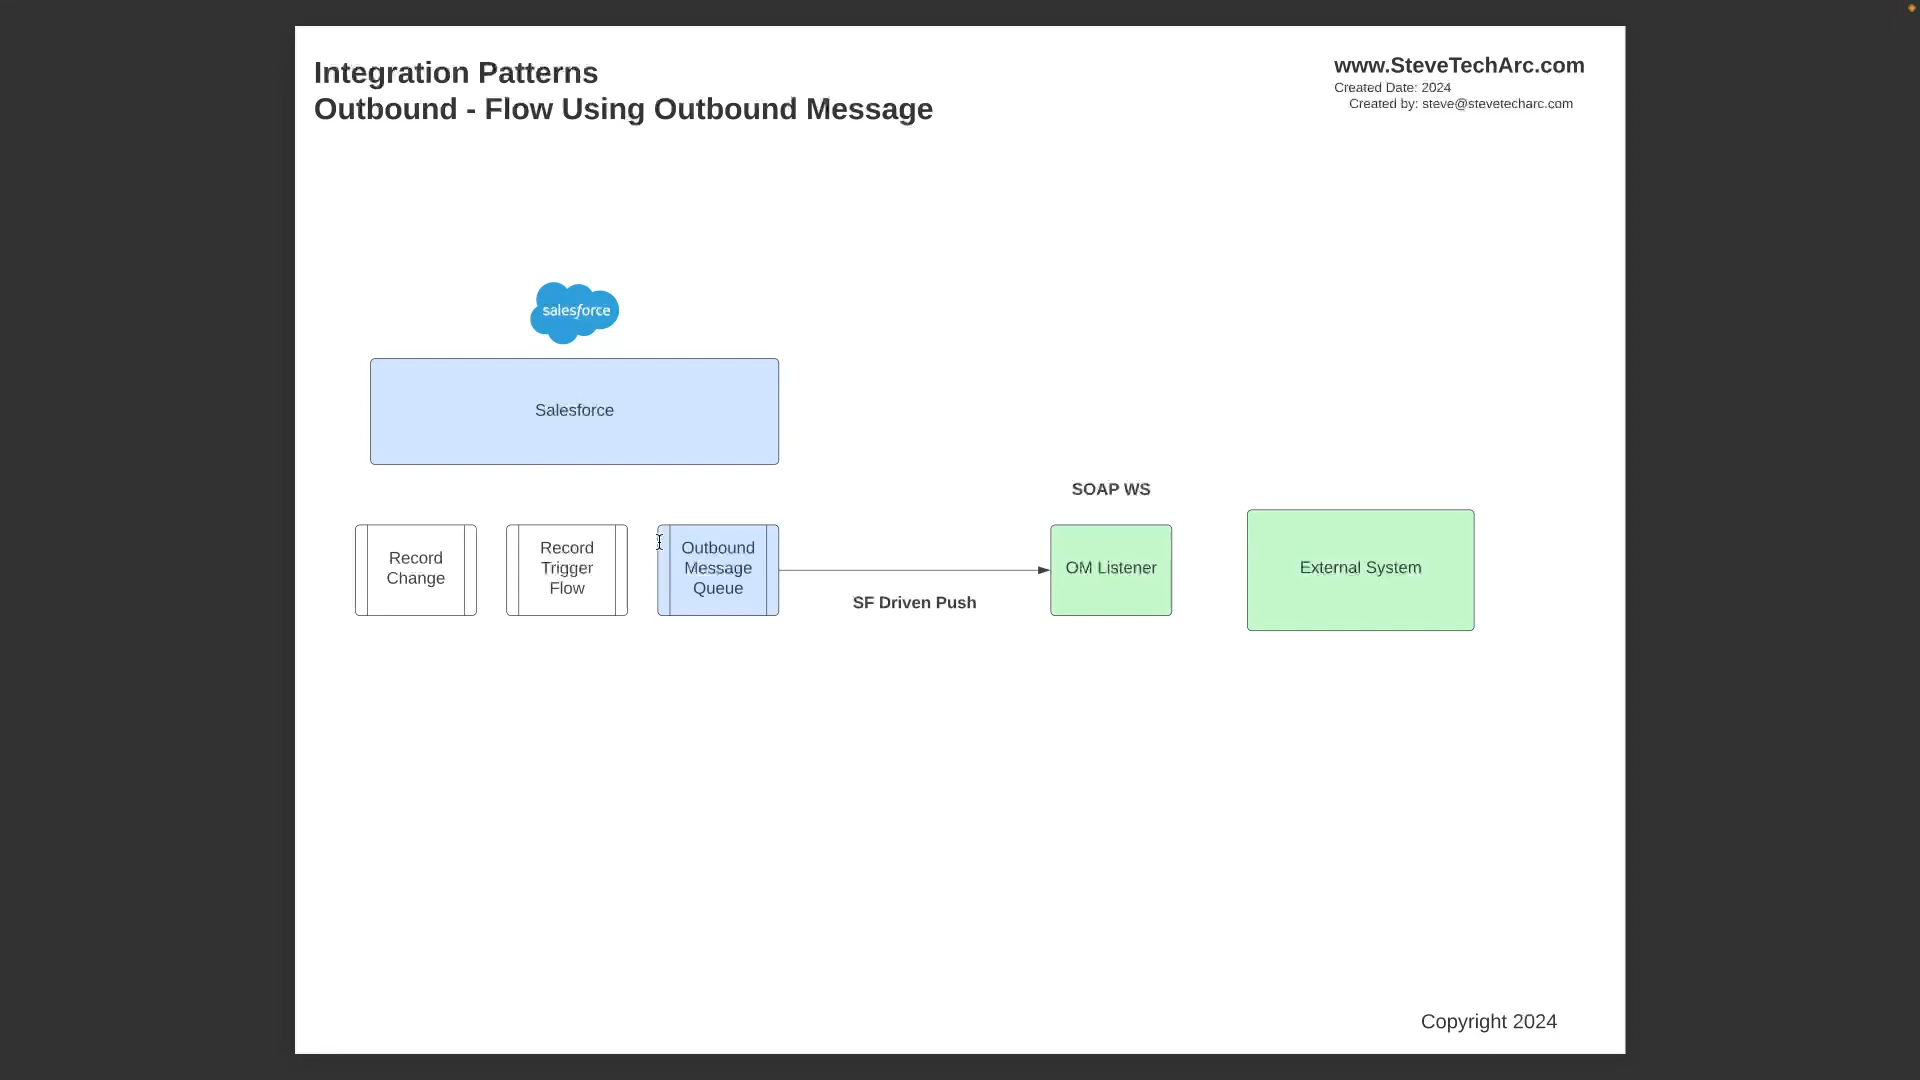 Integration Patterns
Outbound - Flow Using Outbound Message
www.SteveTechArc.com
Created Date: 2024
Created by: steve@stevetecharc.com
salesforce
Salesforce
SOAP WS
Record
Change
Record
Trigger
Flow
Outbound
Message
Queue
SF Driven Push
OM Listener
External System
Copyright 2024